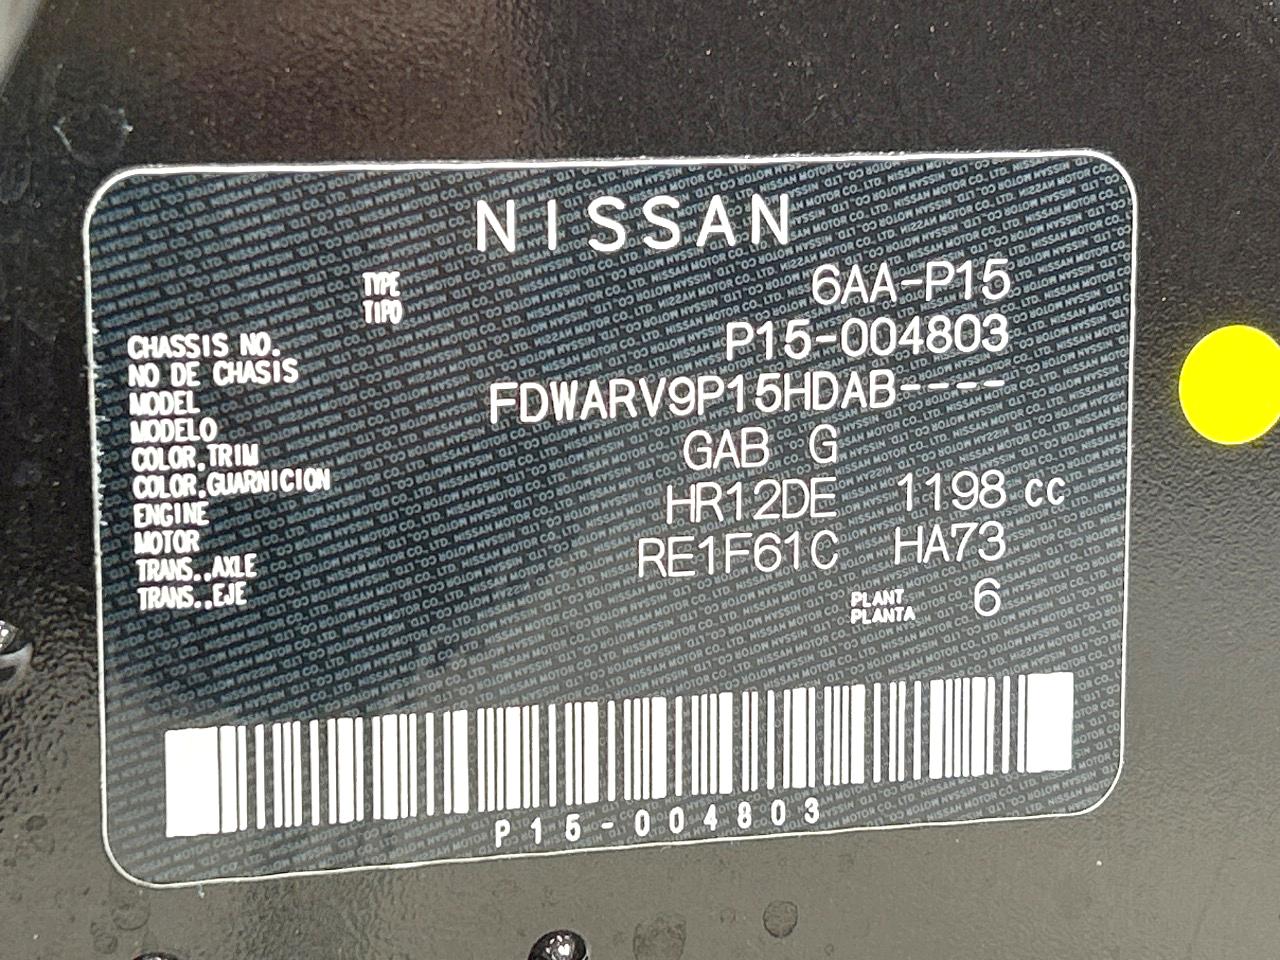 NISSAN
TYPE 6AA-P15
TIPO
CHASSIS NO. P15-004803
NO DE CHASIS
MODEL FDWARV9P15HDAB----
MODELO
COLOR,TRIM GAB G
COLOR,GUARNICION
ENGINE HR12DE 1198 CC
MOTOR
TRANS.,AXLE RE1F61C HA73
TRANS.,EJE
PLANT 6
PLANTA
P15-004803